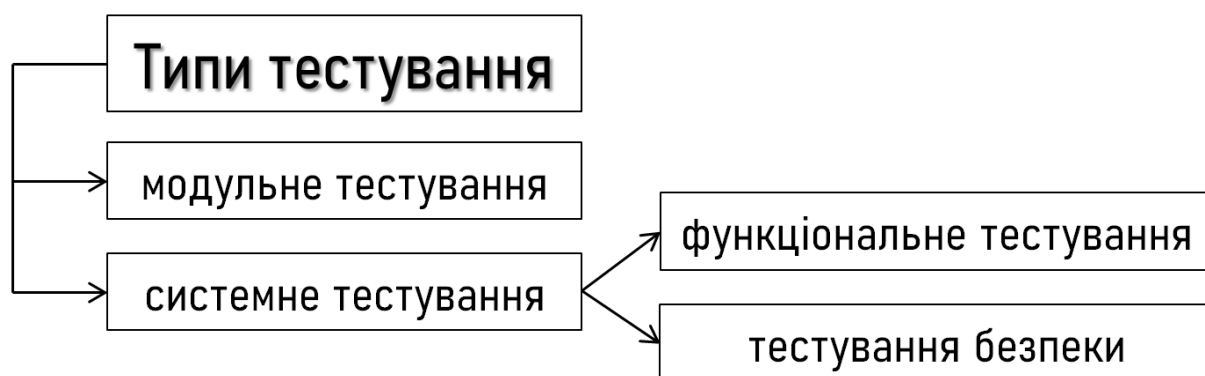 Типи тестування
модульне тестування
системне тестування
функціональне тестування
тестування безпеки